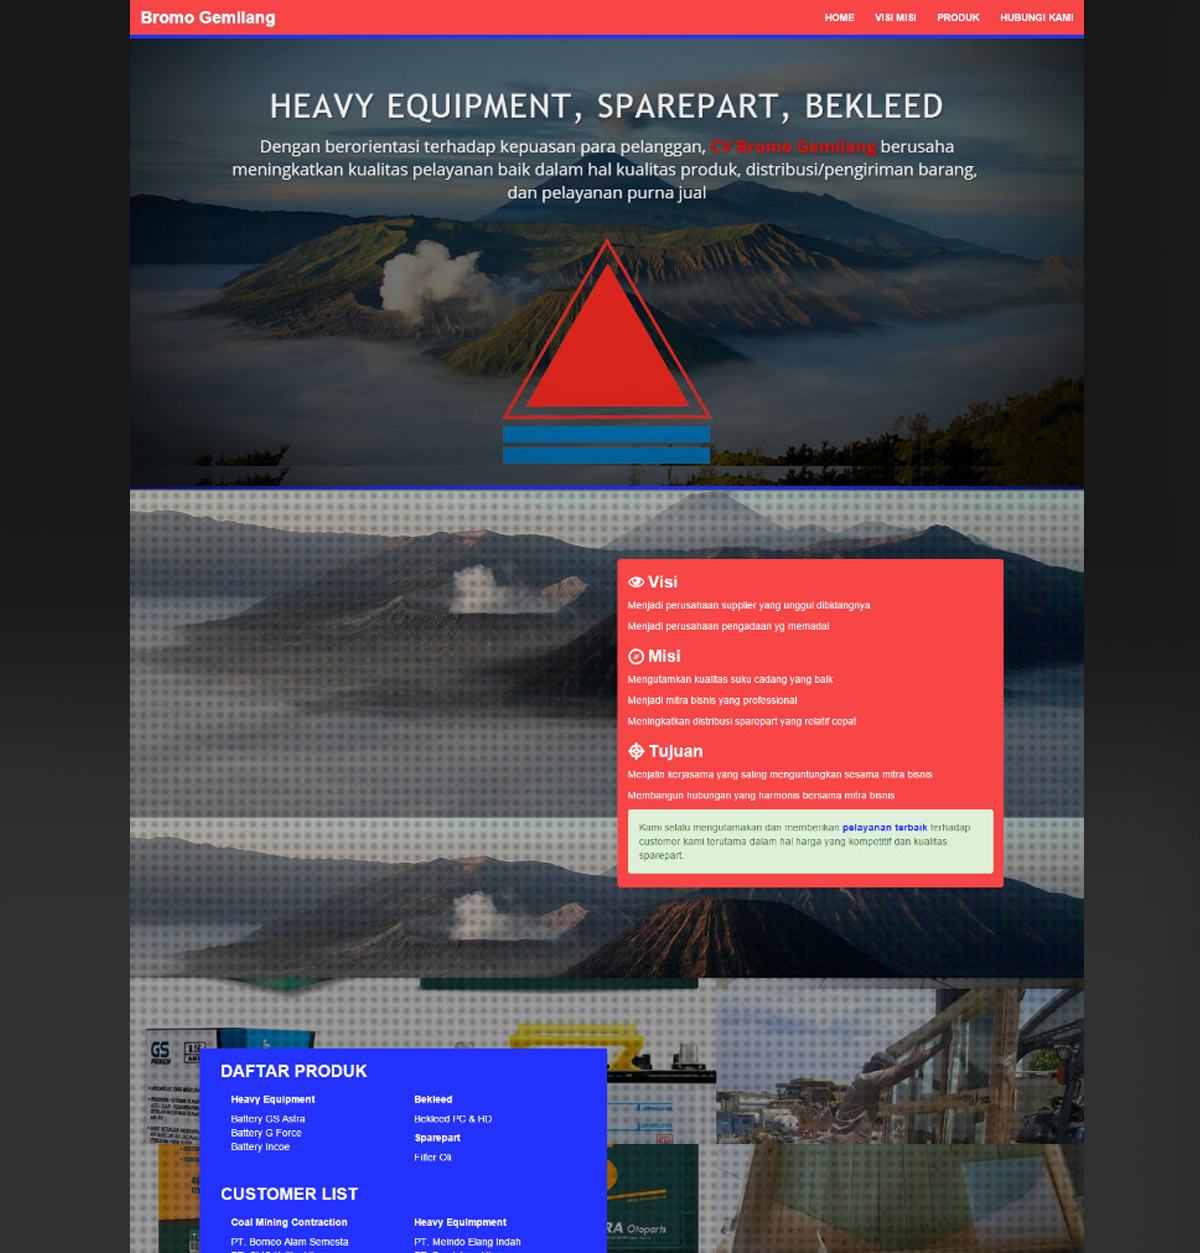 Bromo Gemilang
HOME VISI MISI PRODUK HUBUNGI KAMI
HEAVY EQUIPMENT, SPAREPART, BEKLEED
Dengan berorientasi terhadap kepuasan para pelanggan, CV Bromo Gemilang berusaha
meningkatkan kualitas pelayanan baik dalam hal kualitas produk, distribusi/pengiriman barang,
dan pelayanan purna jual
Visi
Menjadi perusahaan supplier yang unggul dibidangnya
Menjadi perusahaan pengadaan yg memadai
Misi
Mengutamkan kualitas suku cadang yang baik
Menjadi mitra bisnis yang professional
Meningkatkan distribusi sparepart yang relatif cepat
Tujuan
Menjalin kerjasama yang saling menguntungkan sesama mitra bisnis
Membangun hubungan yang harmonis bersama mitra bisnis
Kami selalu mengutamakan dan memberikan pelayanan terbaik terhadap
customer kami terutama dalam hal harga yang kompetitif dan kualitas
sparepart.
GS
PREMIUM
DAFTAR PRODUK
Heavy Equipment
Battery GS Astra
Battery G Force
Battery Incoe
Bekleed
Bekleed PC & HD
Sparepart
Filter Oli
CUSTOMER LIST
Coal Mining Contraction
PT. Borneo Alam Semesta
Heavy Equimpment
PT. Meindo Elang Indah
RA Otoparts